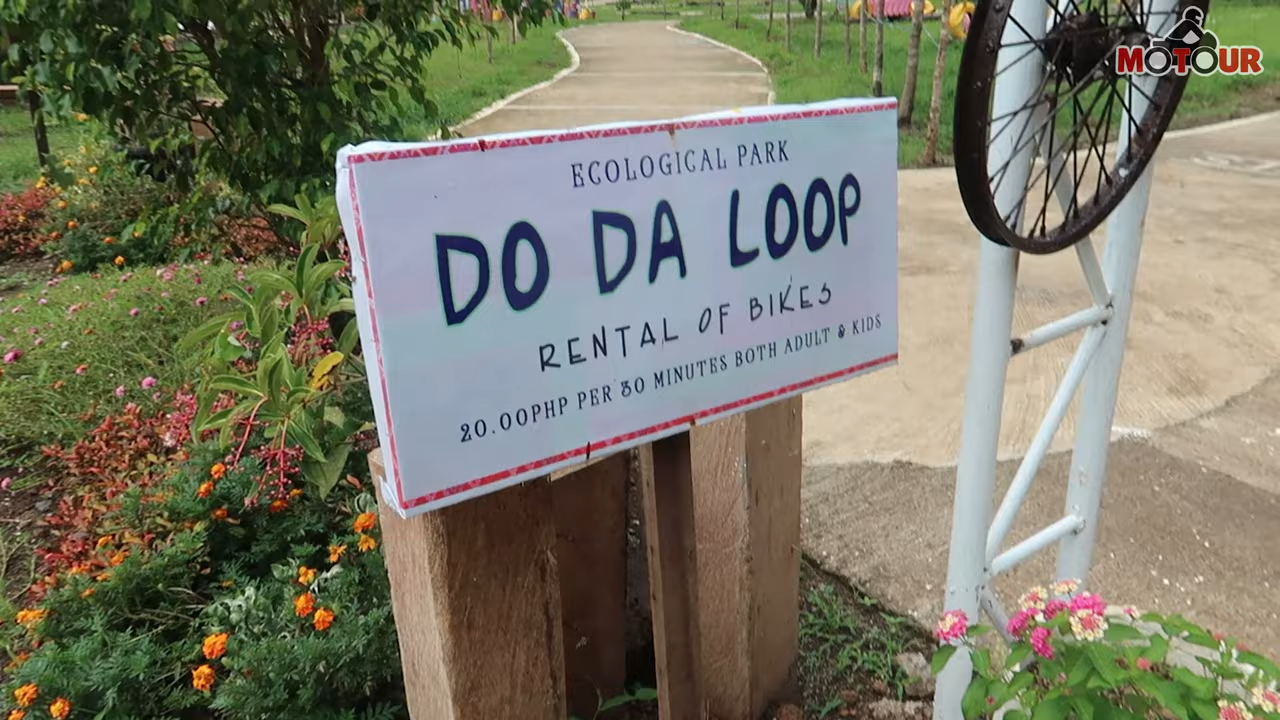 MOTOUR
ECOLOGICAL PARK
DO DA LOOP
RENTAL OF BIKES
20.00PHP PER 30 MINUTES BOTH ADULT & KIDS